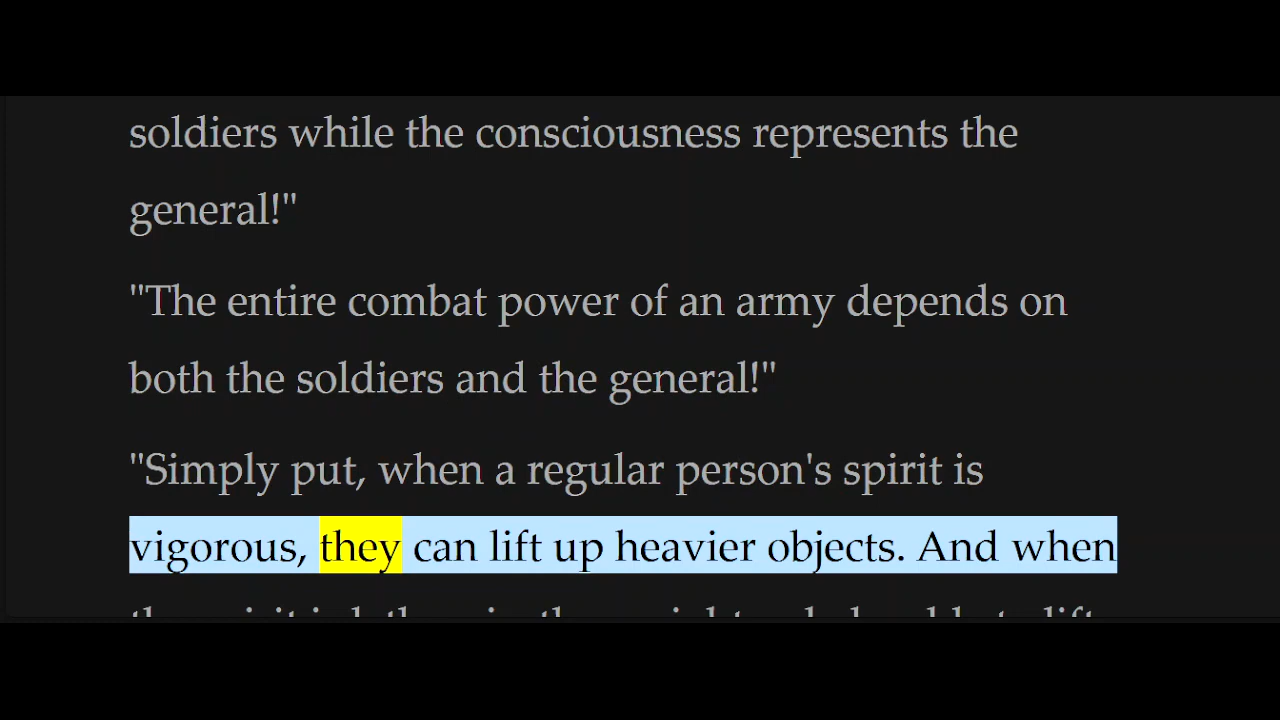 soldiers while the consciousness represents the
general!"
"The entire combat power of an army depends on
both the soldiers and the general!"
"Simply put, when a regular person's spirit is
vigorous, they can lift up heavier objects. And when